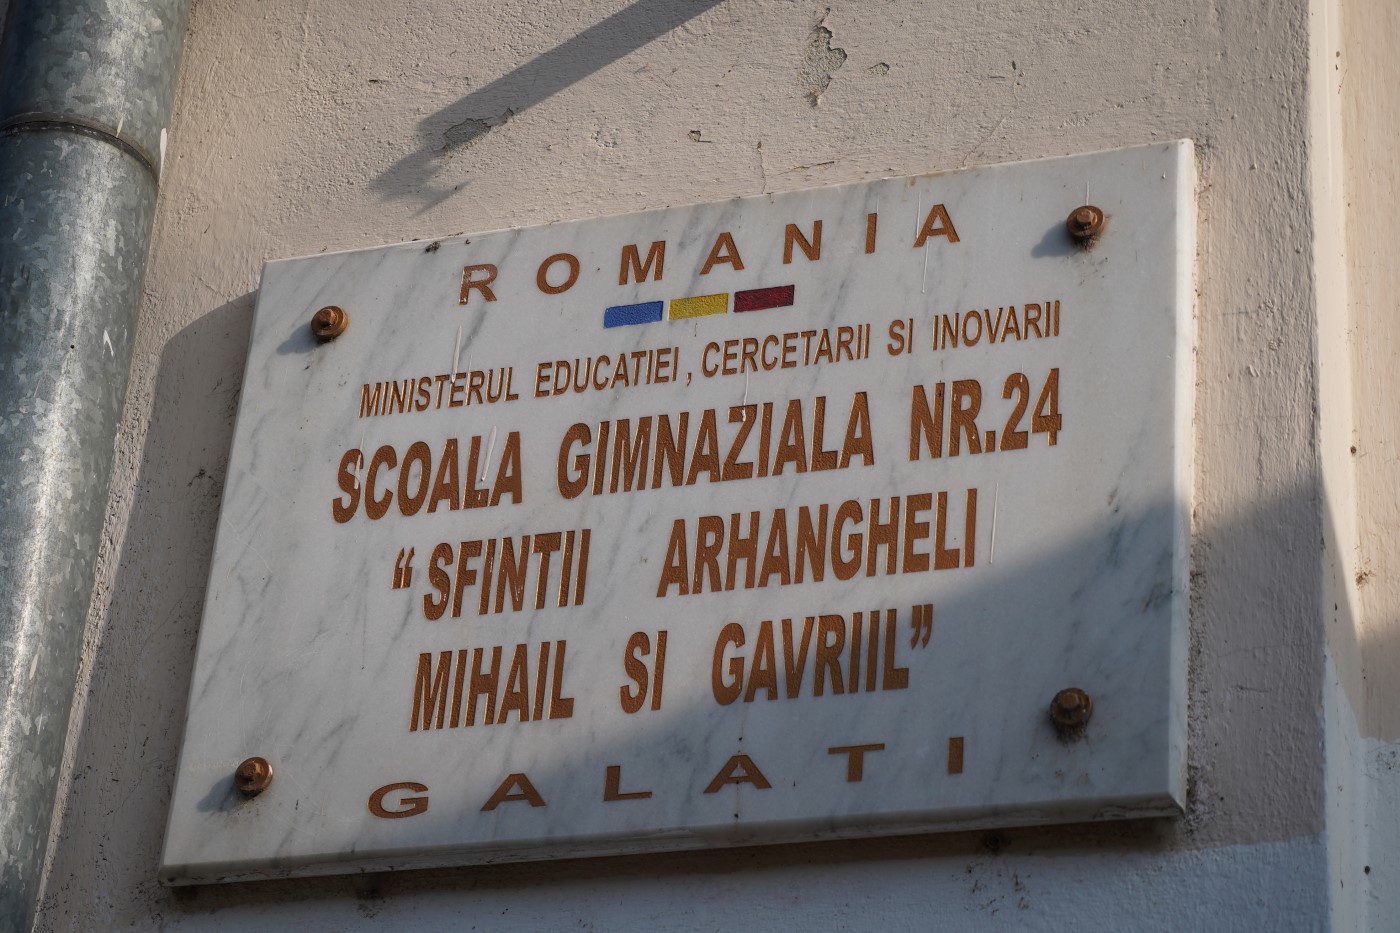 ROMANIA
MINISTERUL EDUCATIEI, CERCETARII SI INOVARII
SCOALA GIMNAZIALA NR.24
“SFINTII ARHANGHELI
MIHAIL SI GAVRIIL”
GALATI